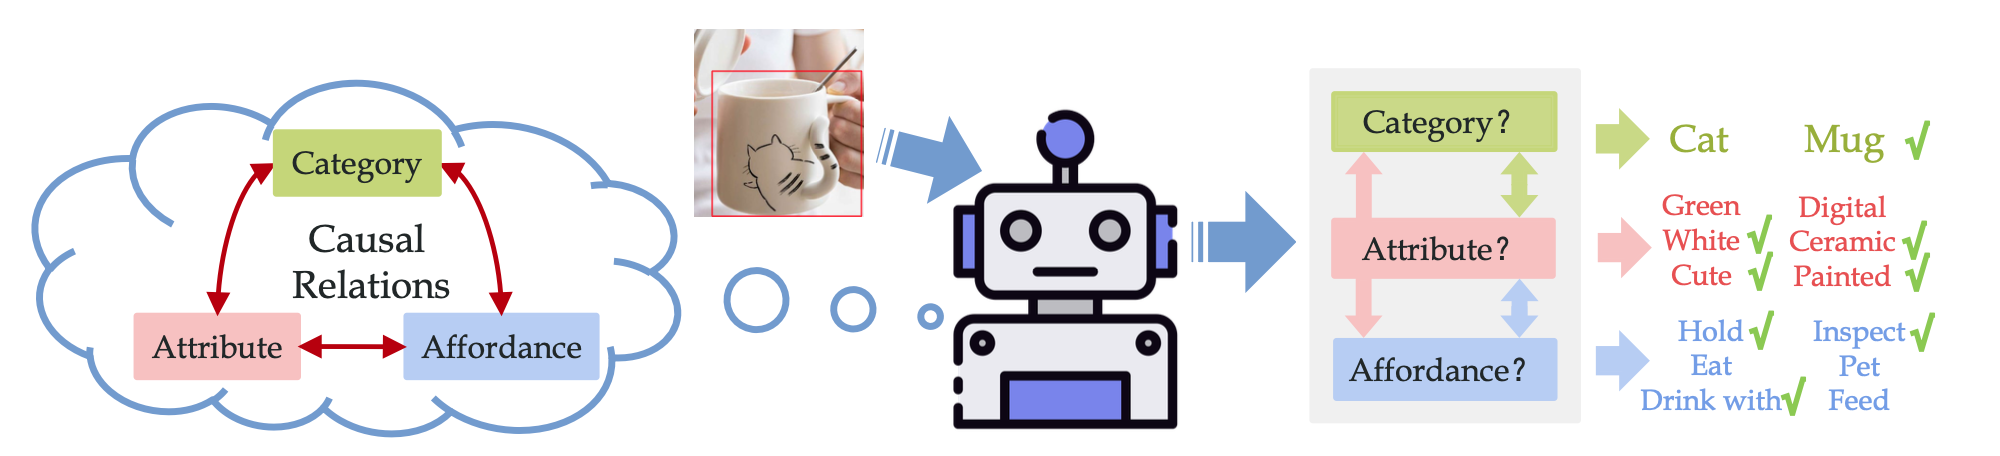 Category
Causal
Relations
Attribute
Affordance
Category?
Attribute?
Affordance?
Cat Mug √
Green Digital
White √ Ceramic √
Cute √ Painted √
Hold √ Inspect √
Eat Pet
Drink with √ Feed